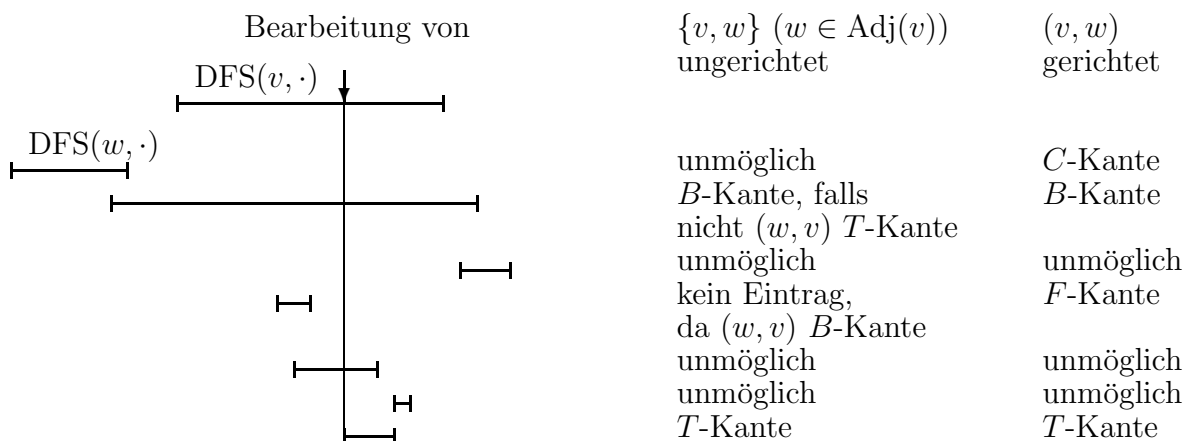 Bearbeitung von {v, w} (w ∈ Adj(v)) (v, w)
ungerichtet gerichtet
DFS(v, ·)
DFS(w, ·)
unmöglich C-Kante
B-Kante, falls B-Kante
nicht (w, v) T-Kante
unmöglich unmöglich
kein Eintrag, F-Kante
da (w, v) B-Kante
unmöglich unmöglich
unmöglich unmöglich
T-Kante T-Kante